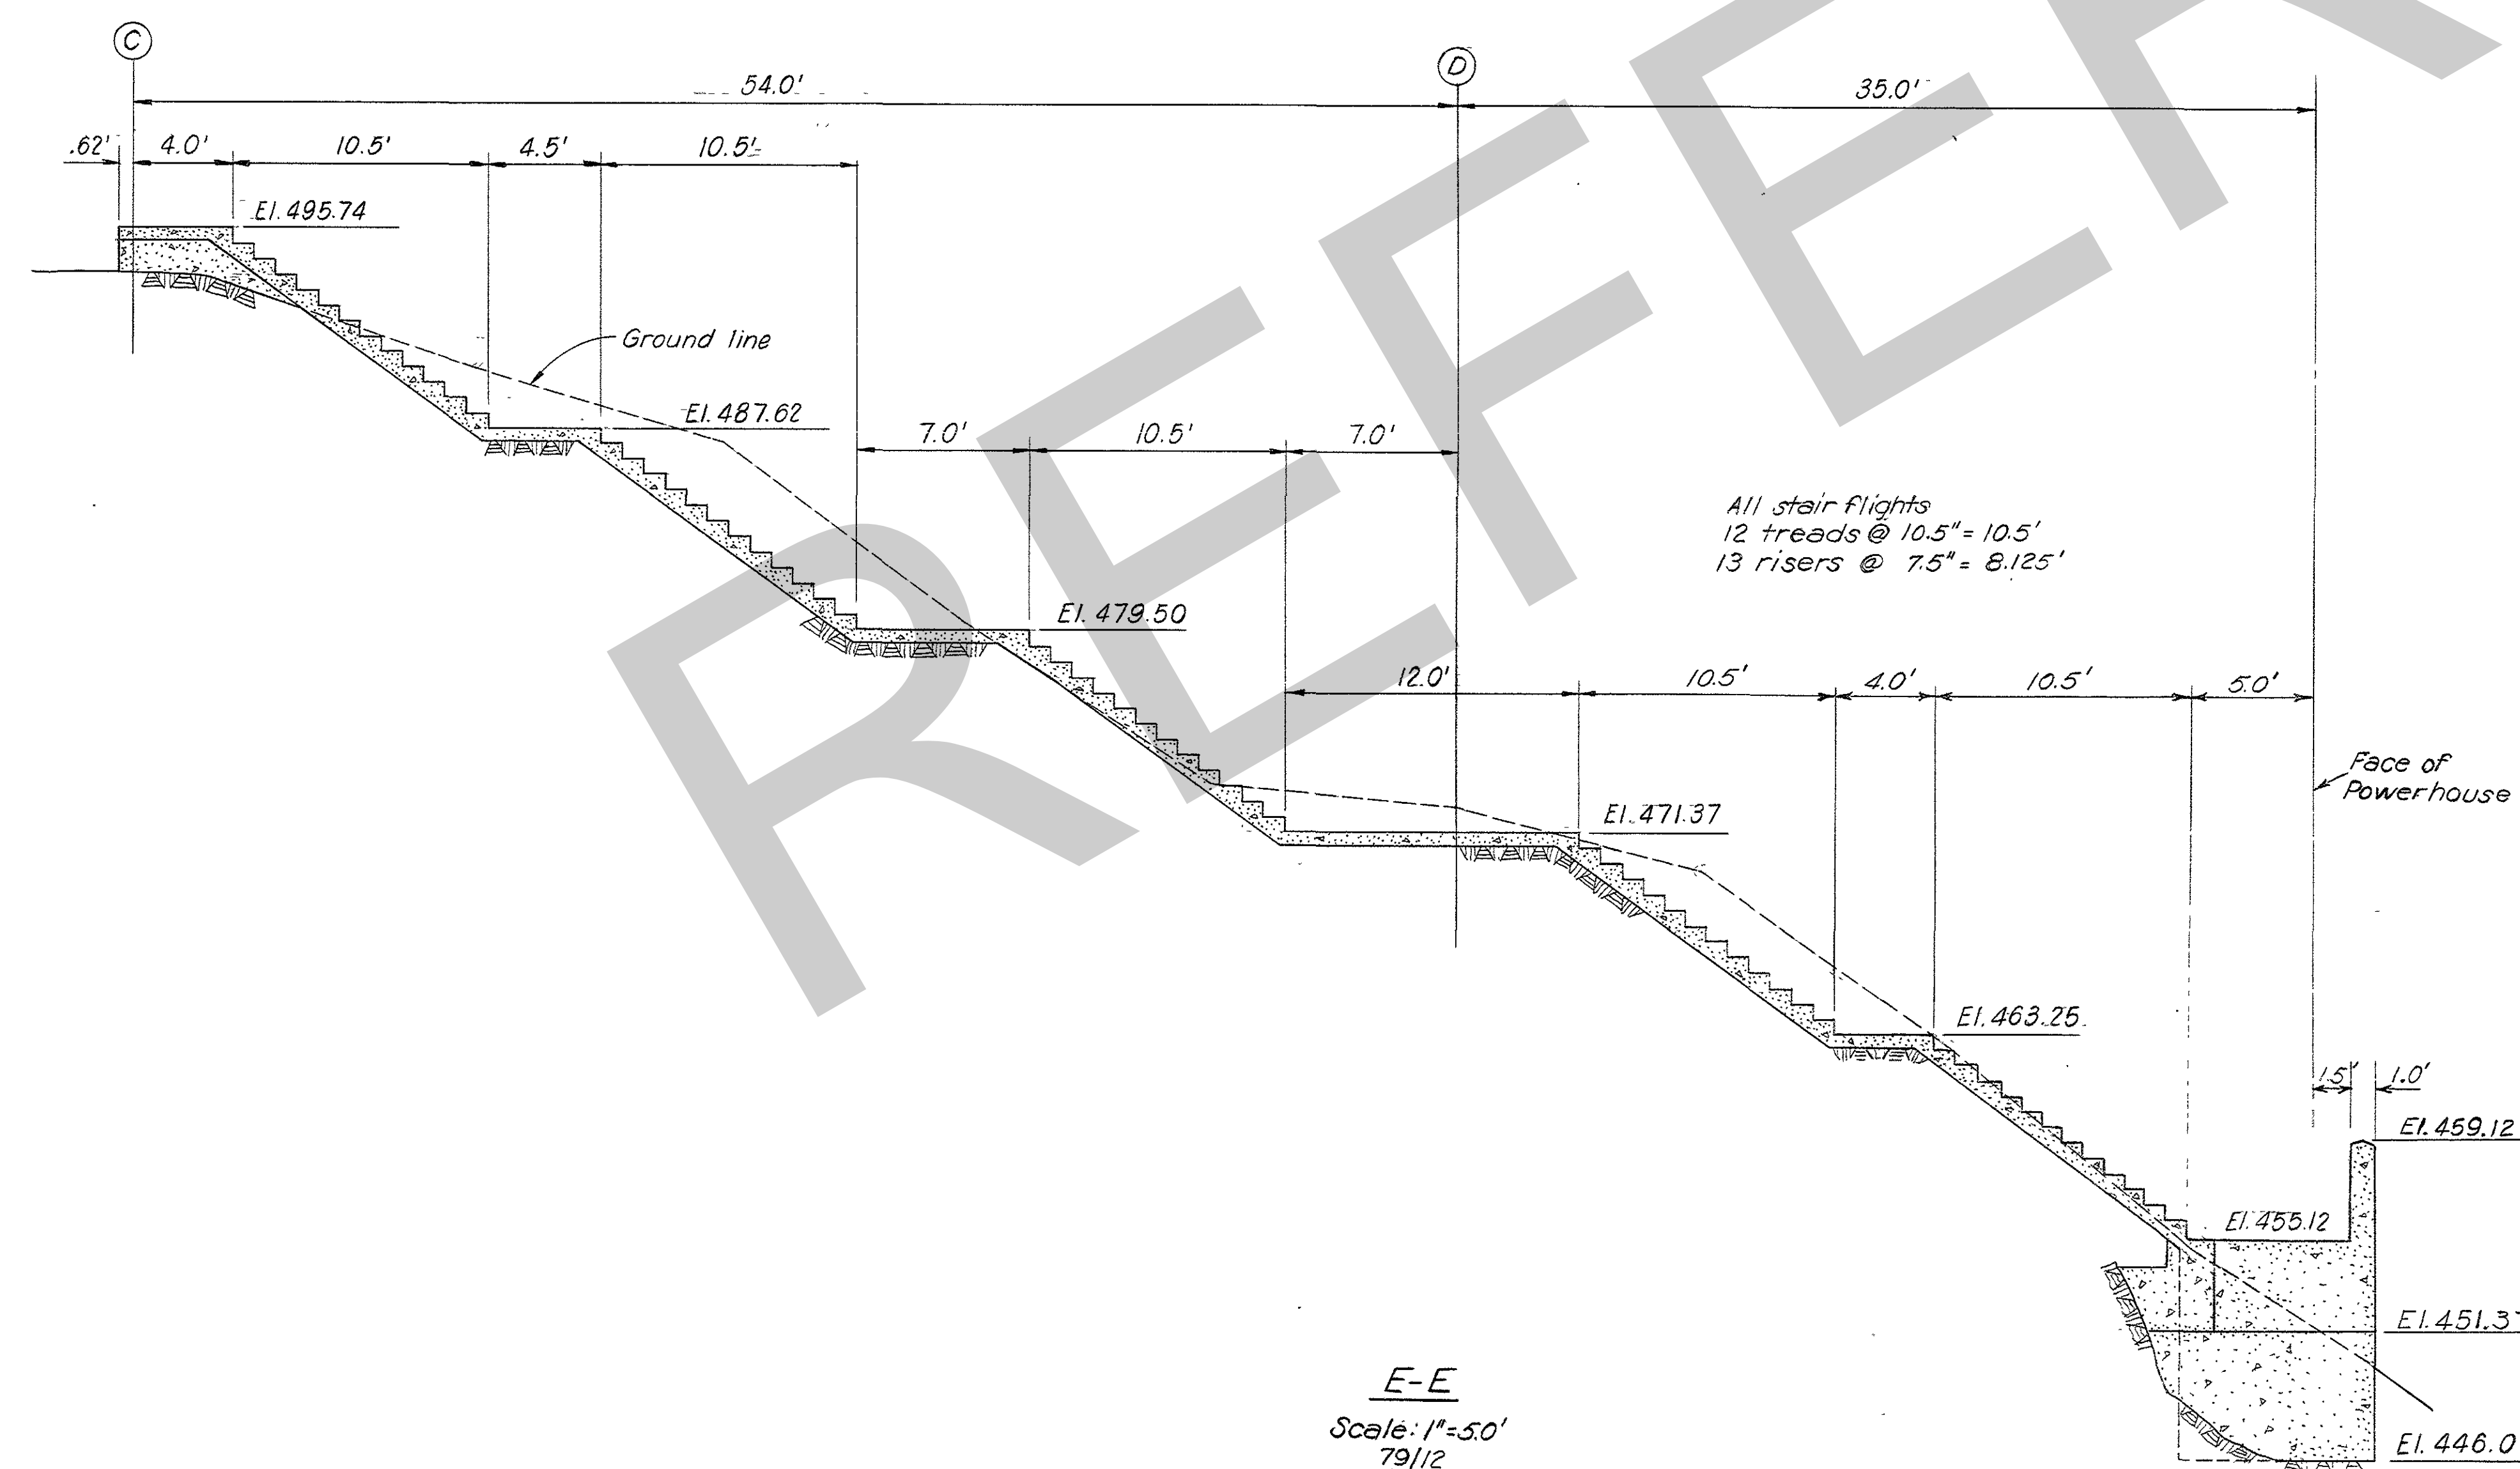 C
D
54.0'
35.0'
.62'
4.0'
10.5'
4.5'
10.5'
El. 495.74
Ground line
El. 487.62
7.0'
10.5'
7.0'
All stair flights
12 treads @ 10.5" = 10.5'
13 risers @ 7.5" = 8.125'
El. 479.50
12.0'
10.5'
4.0'
10.5'
5.0'
Face of
Powerhouse
El. 471.37
El. 463.25
1.5'
1.0'
El. 459.12
El. 455.12
El. 451.37
El. 446.0
E-E
Scale: 1"=5.0'
79/12
REFER